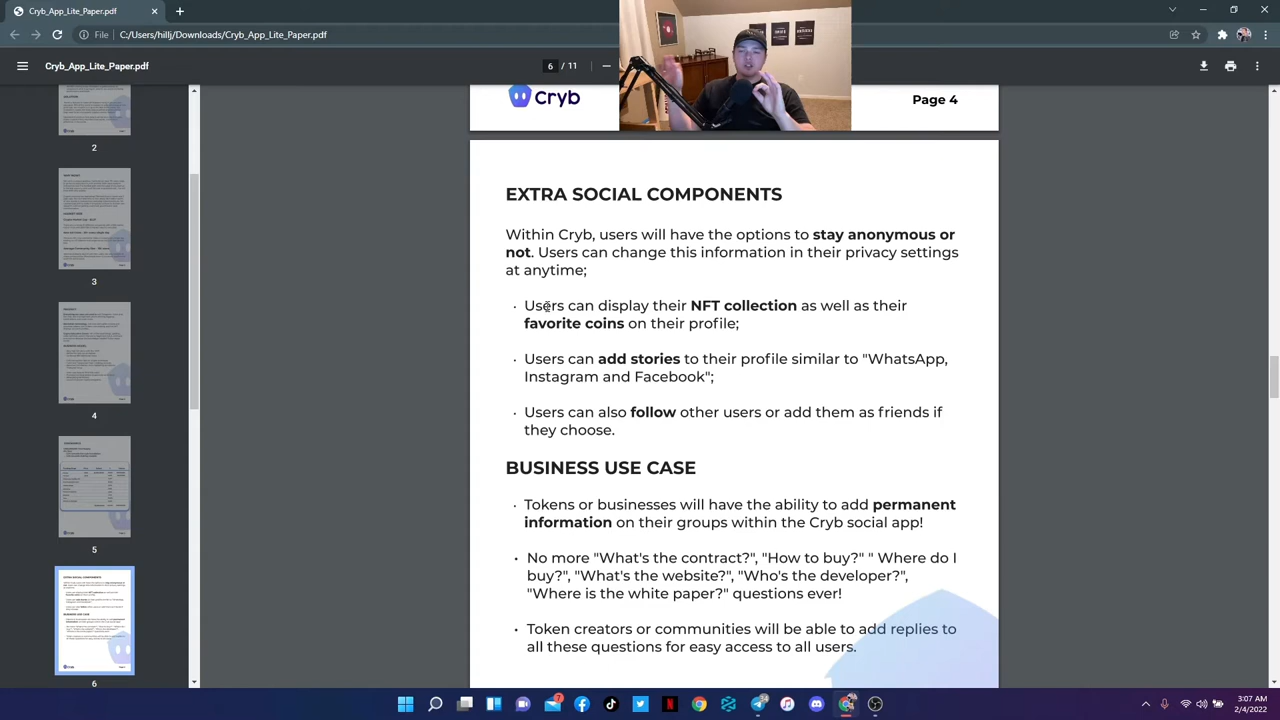 Cryb_App_Lite_Paper.pdf
Cryb_App_Lite_Paper.pdf
6 / 11
Cryb
Page 4
2
3
4
5
6
EXTRA SOCIAL COMPONENTS
Within Cryb, users will have the options to stay anonymous or
not. Users can change this information in their privacy settings
at anytime;
· Users can display their NFT collection as well as their
favorite coins on their profile;
Users can add stories to their profile similar to "WhatsApp,
Instagram and Facebook";
· Users can also follow other users or add them as friends if
they choose.
BUSINESS USE CASE
· Tokens or businesses will have the ability to add permanent
information on their groups within the Cryb social app!
· No more "What's the contract?", "How to buy?" " Where do I
buy?", "What's the website?", "Who's the developer?",
"Where is the white paper?" questions ever!
Token creators or communities will be able to add replies to
all these questions for easy access to all users.
3:07 AM
2/4/2022